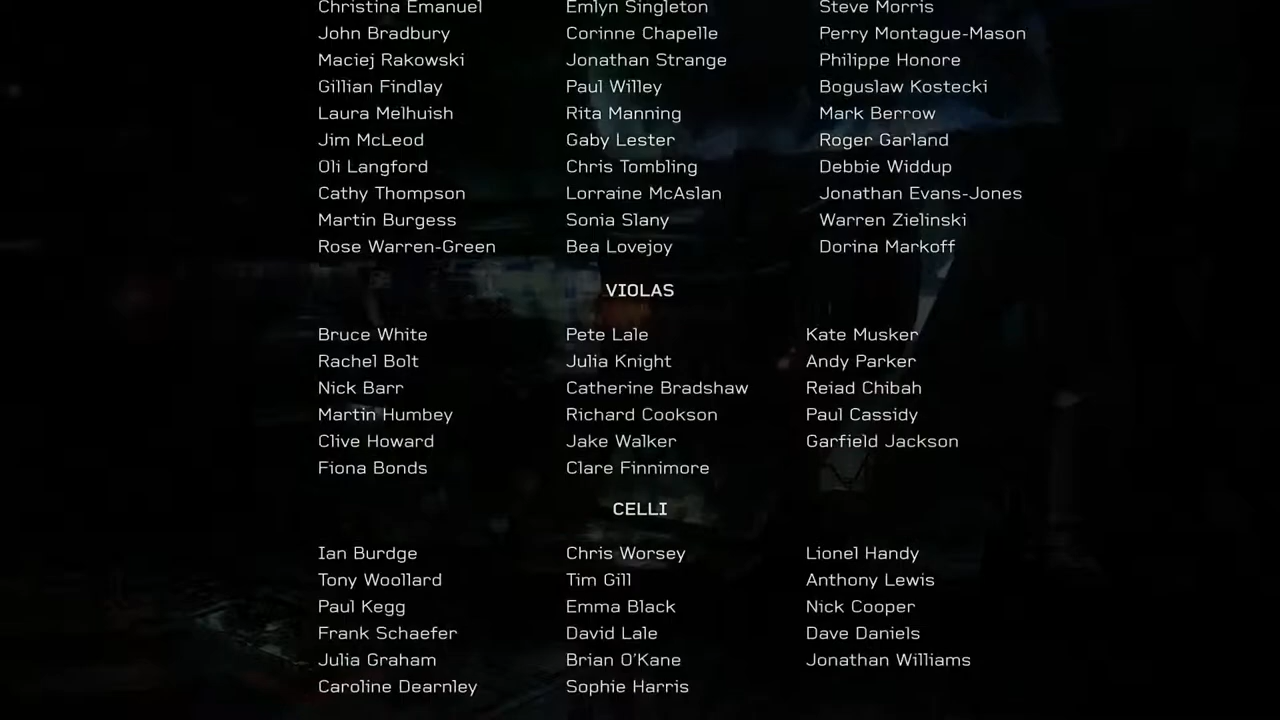 Christina Emanuel Emlyn Singleton Steve Morris
John Bradbury Corinne Chapelle Perry Montague-Mason
Maciej Rakowski Jonathan Strange Philippe Honore
Gillian Findlay Paul Willey Boguslaw Kostecki
Laura Melhuish Rita Manning Mark Berrow
Jim McLeod Gaby Lester Roger Garland
Oli Langford Chris Tombling Debbie Widdup
Cathy Thompson Lorraine McAslan Jonathan Evans-Jones
Martin Burgess Sonia Slany Warren Zielinski
Rose Warren-Green Bea Lovejoy Dorina Markoff
VIOLAS
Bruce White Pete Lale Kate Musker
Rachel Bolt Julia Knight Andy Parker
Nick Barr Catherine Bradshaw Reiad Chibah
Martin Humbey Richard Cookson Paul Cassidy
Clive Howard Jake Walker Garfield Jackson
Fiona Bonds Clare Finnimore
CELLI
Ian Burdge Chris Worsey Lionel Handy
Tony Woollard Tim Gill Anthony Lewis
Paul Kegg Emma Black Nick Cooper
Frank Schaefer David Lale Dave Daniels
Julia Graham Brian O'Kane Jonathan Williams
Caroline Dearnley Sophie Harris